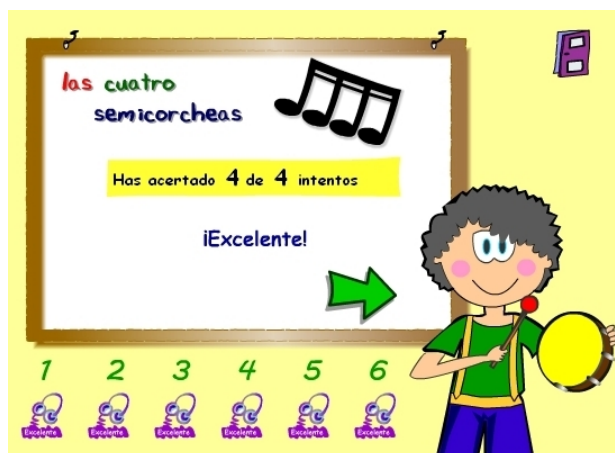 las cuatro
semicorcheas
Has acertado 4 de 4 intentos
¡Excelente!
1 2 3 4 5 6
Excelente Excelente Excelente Excelente Excelente Excelente